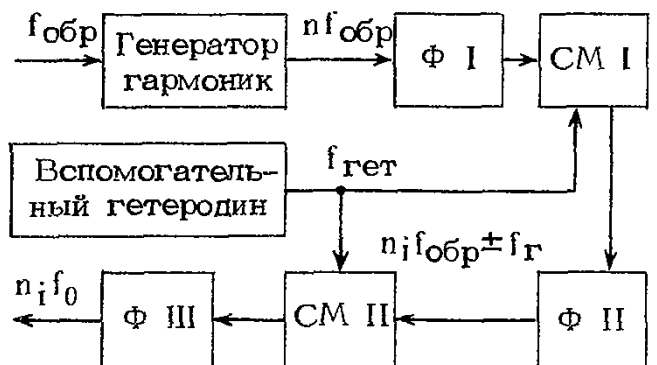 fобр
Генератор
гармоник
nfобр
Ф I
СМ I
Вспомогатель-
ный гетеродин
fгет
nifобр±fг
nif0
Ф III
СМ II
Ф II